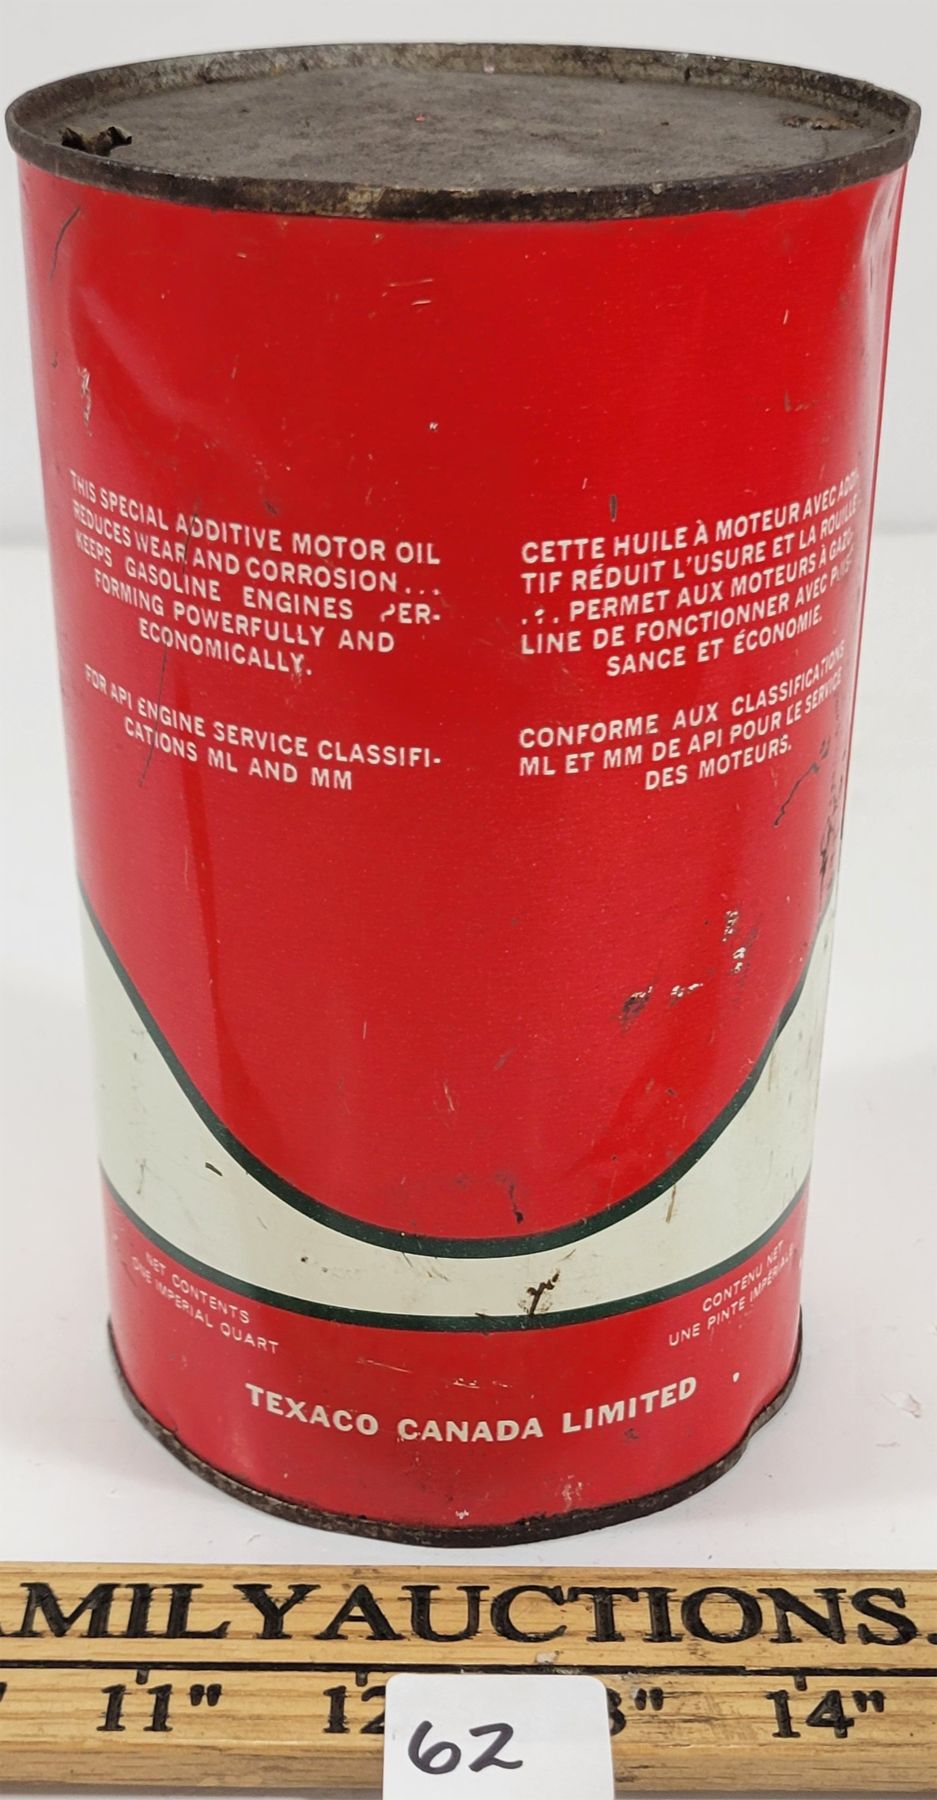 THIS SPECIAL ADDITIVE MOTOR OIL
REDUCES WEAR AND CORROSION...
KEEPS GASOLINE ENGINES PER-
FORMING POWERFULLY AND
ECONOMICALLY.
FOR API ENGINE SERVICE CLASSIFI-
CATIONS ML AND MM
CETTE HUILE À MOTEUR AVEC ADDI-
TIF RÉDUIT L'USURE ET LA ROUILLE
... PERMET AUX MOTEURS À GAZO-
LINE DE FONCTIONNER AVEC PUIS-
SANCE ET ÉCONOMIE.
CONFORME AUX CLASSIFICATIONS
ML ET MM DE API POUR LE SERVICE
DES MOTEURS.
NET CONTENTS
ONE IMPERIAL QUART
CONTENU NET
UNE PINTE IMPÉRIALE
TEXACO CANADA LIMITED
AMILY AUCTIONS.
11" 12 3" 14"
62